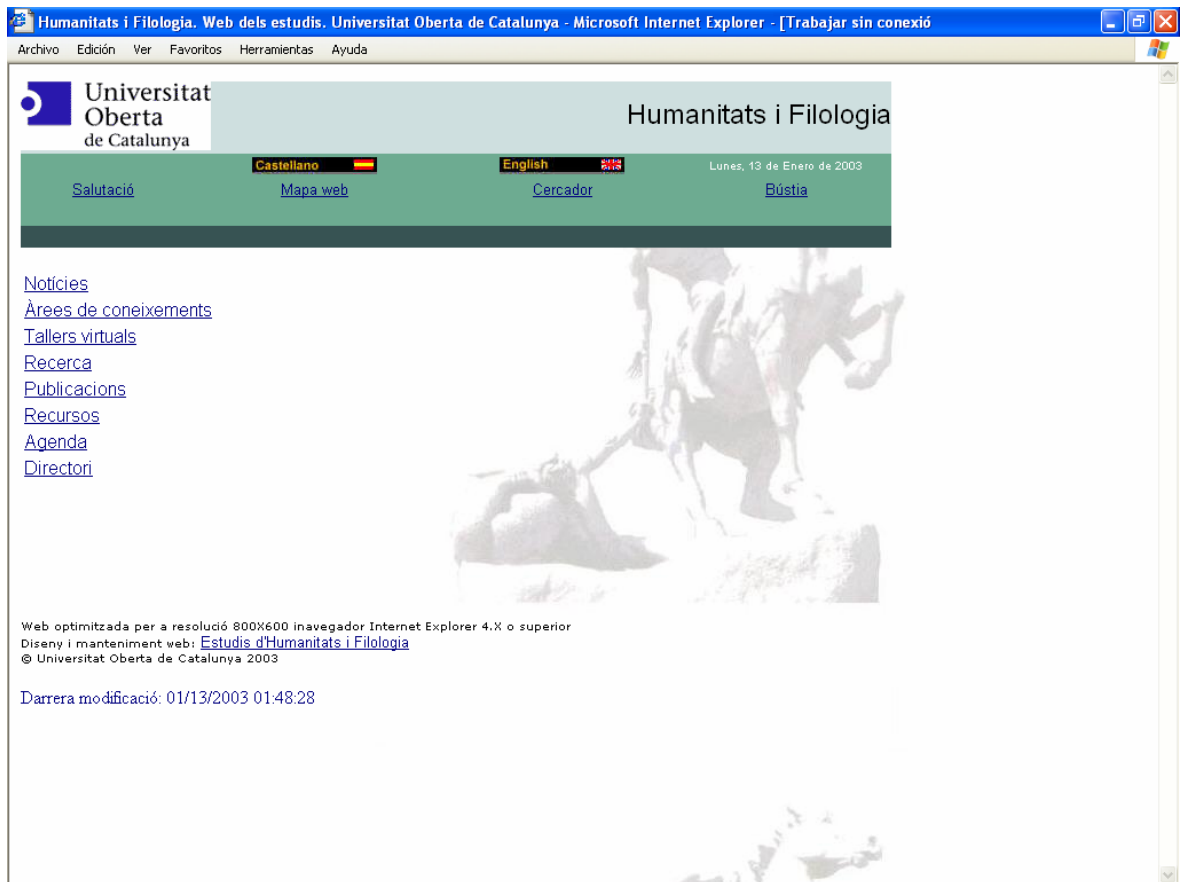 Humanitats i Filologia. Web dels estudis. Universitat Oberta de Catalunya - Microsoft Internet Explorer - [Trabajar sin conexió
Archivo Edición Ver Favoritos Herramientas Ayuda
Universitat
Oberta
de Catalunya
Humanitats i Filologia
Castellano English Lunes, 13 de Enero de 2003
Salutació Mapa web Cercador Bústia
Notícies
Àrees de coneixements
Tallers virtuals
Recerca
Publicacions
Recursos
Agenda
Directori
Web optimitzada per a resolució 800X600 inavegador Internet Explorer 4.X o superior
Diseny i manteniment web: Estudis d'Humanitats i Filologia
© Universitat Oberta de Catalunya 2003
Darrera modificació: 01/13/2003 01:48:28